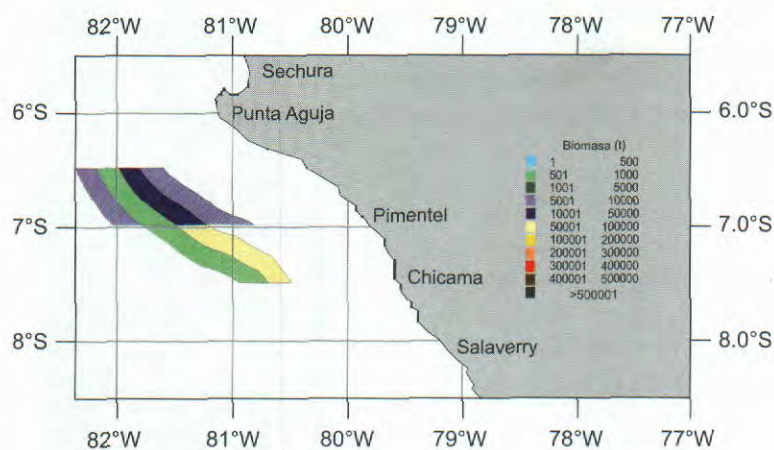 82°W 81°W 80°W 79°W 78°W 77°W
Sechura
6°S Punta Aguja 6.0°S
Biomasa (t)
1 500
501 1000
1001 5000
5001 10000
10001 50000
50001 100000
100001 200000
200001 300000
300001 400000
400001 500000
>500001
Pimentel
7°S 7.0°S
Chicama
8°S Salaverry 8.0°S
82°W 81°W 80°W 79°W 78°W 77°W